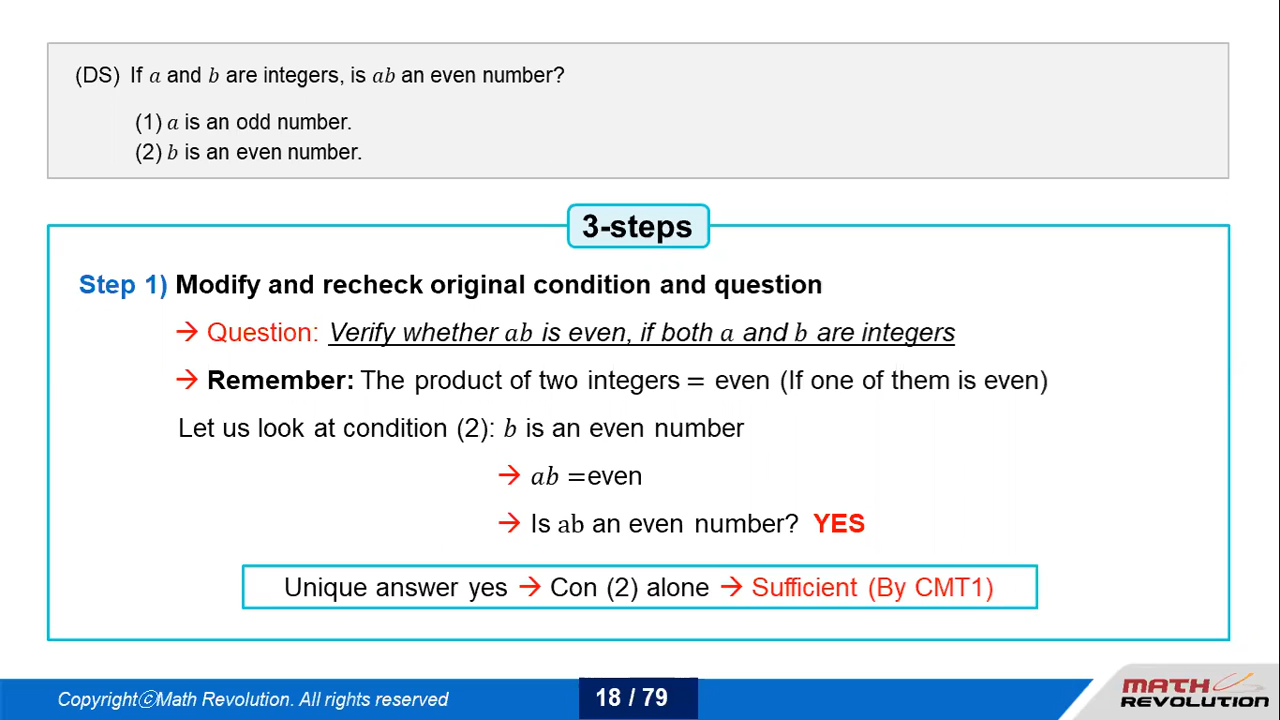 (DS) If a and b are integers, is ab an even number?
(1) a is an odd number.
(2) b is an even number.
3-steps
Step 1) Modify and recheck original condition and question
→ Question: Verify whether ab is even, if both a and b are integers
→ Remember: The product of two integers = even (If one of them is even)
Let us look at condition (2): b is an even number
→ ab =even
→ Is ab an even number? YES
Unique answer yes → Con (2) alone → Sufficient (By CMT1)
CopyrightⓒMath Revolution. All rights reserved
18 / 79
MATH
REVOLUTION